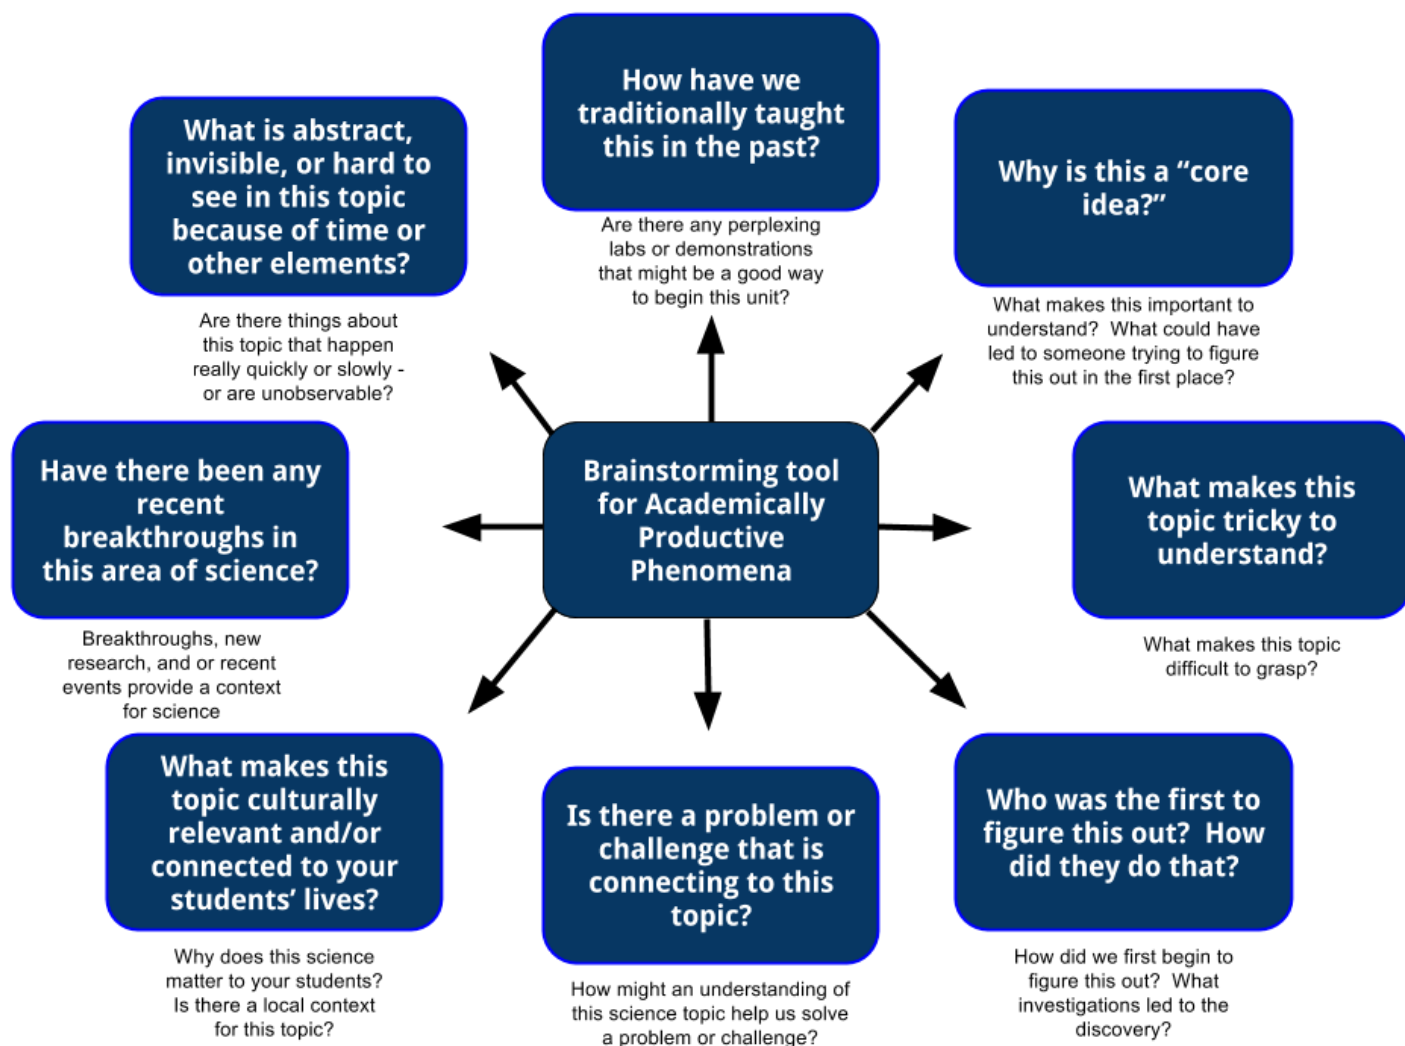 How have we
traditionally taught
this in the past?
Are there any perplexing
labs or demonstrations
that might be a good way
to begin this unit?
What is abstract,
invisible, or hard to
see in this topic
because of time or
other elements?
Are there things about
this topic that happen
really quickly or slowly -
or are unobservable?
Why is this a “core
idea?”
What makes this important to
understand?  What could have
led to someone trying to figure
this out in the first place?
Have there been any
recent
breakthroughs in
this area of science?
Breakthroughs, new
research, and or recent
events provide a context
for science
Brainstorming tool
for Academically
Productive
Phenomena
What makes this
topic tricky to
understand?
What makes this topic
difficult to grasp?
What makes this
topic culturally
relevant and/or
connected to your
students’ lives?
Why does this science
matter to your students?
Is there a local context
for this topic?
Is there a problem or
challenge that is
connecting to this
topic?
How might an understanding of
this science topic help us solve
a problem or challenge?
Who was the first to
figure this out?  How
did they do that?
How did we first begin to
figure this out?  What
investigations led to the
discovery?